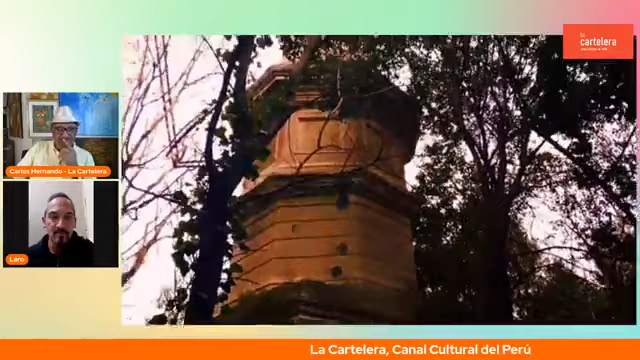 la
cartelera
Carlos Hernando - La Cartelera
Laro
La Cartelera, Canal Cultural del Perú